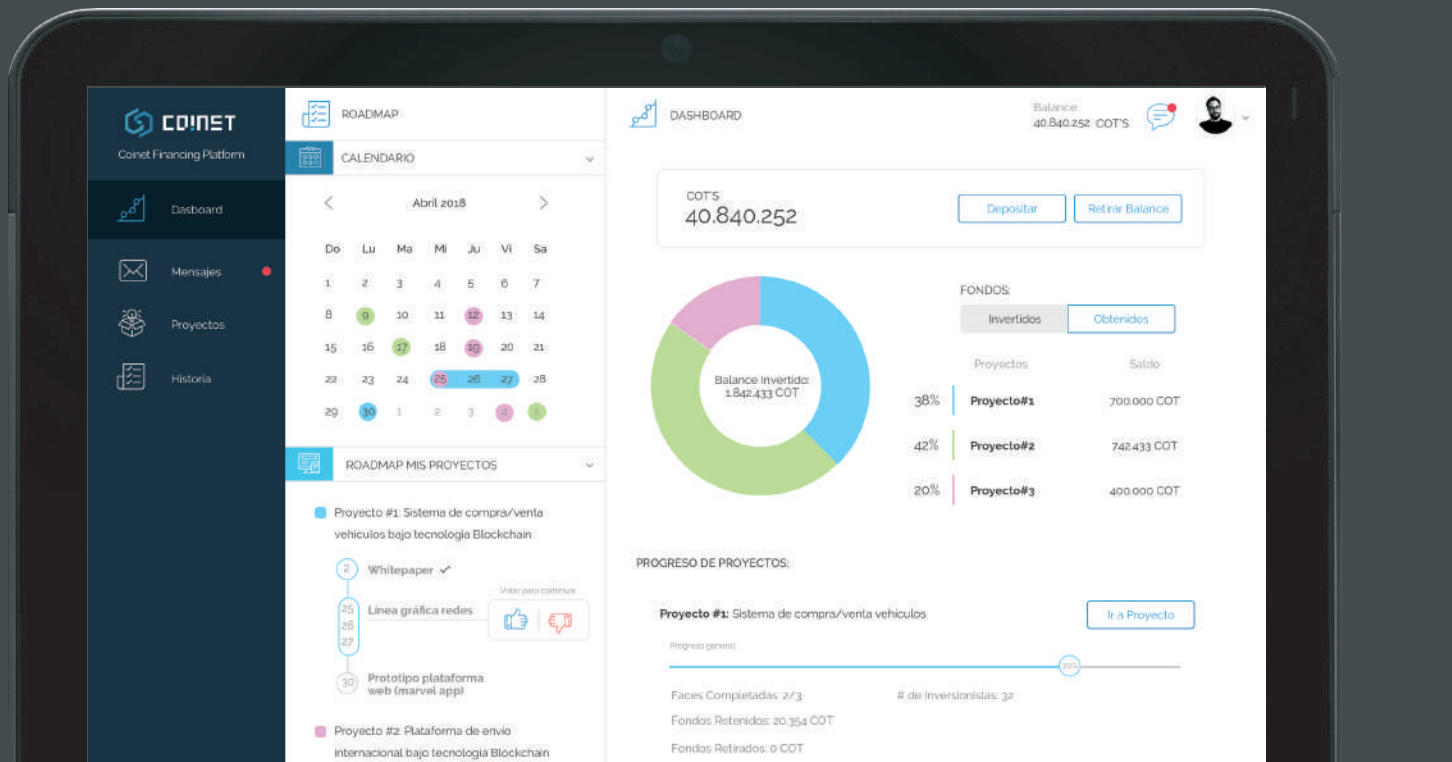 COINET
Coinet Financing Platform
Dasboard
Mensajes
Proyectos
Historia
ROADMAP
CALENDARIO
Abril 2018
Do Lu Ma Mi Ju Vi Sa
1 2 3 4 5 6 7
8 9 10 11 12 13 14
15 16 17 18 19 20 21
22 23 24 25 26 27 28
29 30 1 2 3 4 5
ROADMAP MIS PROYECTOS
Proyecto #1: Sistema de compra/venta
vehiculos bajo tecnologia Blockchain
2 Whitepaper
Votar para continuar
25 Línea gráfica redes
26
27
30 Prototipo plataforma
web (marvel app)
Proyecto #2: Plataforma de envio
internacional bajo tecnologia Blockchain
DASHBOARD
Balance:
40.840.252 COT'S
COT'S
40.840.252
Depositar
Retirar Balance
Balance Invertido:
1.842.433 COT
FONDOS:
Invertidos
Obtenidos
Proyectos Saldo
38% Proyecto#1 700.000 COT
42% Proyecto#2 742.433 COT
20% Proyecto#3 400.000 COT
PROGRESO DE PROYECTOS:
Proyecto #1: Sistema de compra/venta vehiculos
Ir a Proyecto
Progreso general:
70%
Faces Completadas: 2/3 # de Inversionistas: 32
Fondos Retenidos: 20.354 COT
Fondos Retirados: 0 COT